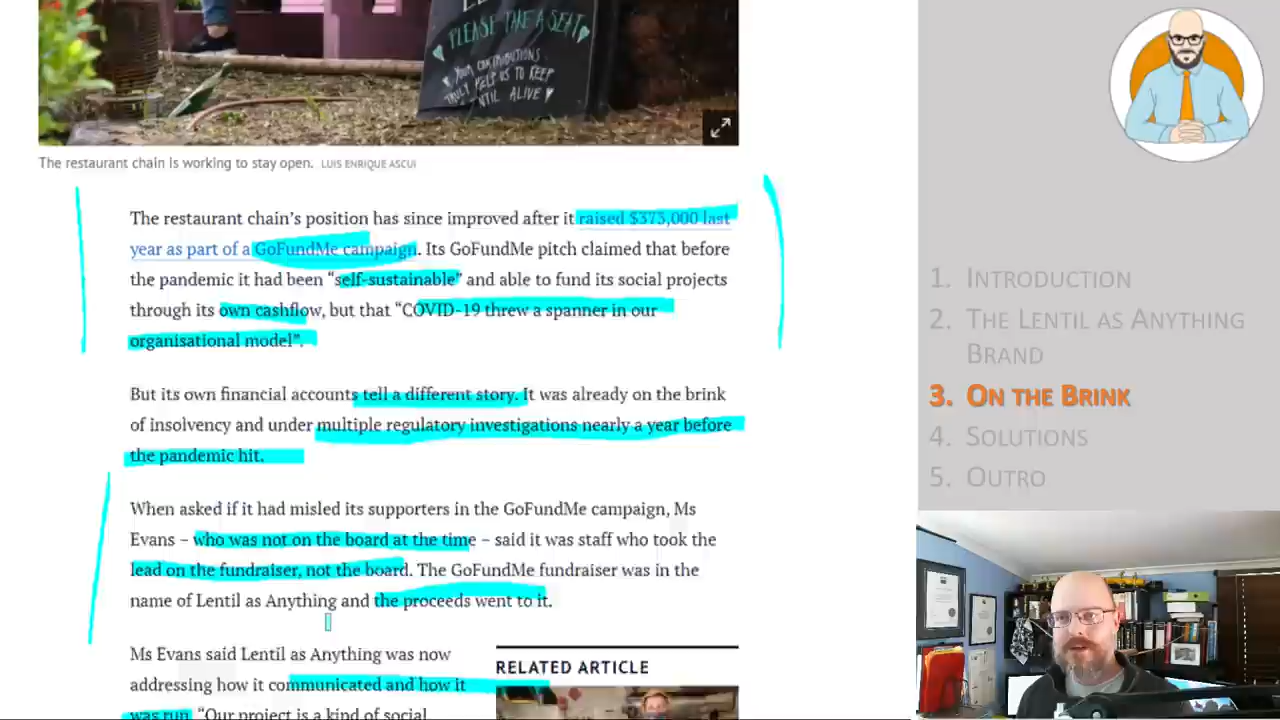 PLEASE TAKE A SEAT
YOUR CONTRIBUTIONS
TRULY HELP US TO KEEP
NTIL ALIVE
The restaurant chain is working to stay open. LUIS ENRIQUE ASCUI
The restaurant chain's position has since improved after it raised $373,000 last
year as part of a GoFundMe campaign. Its GoFundMe pitch claimed that before
the pandemic it had been "self-sustainable" and able to fund its social projects
through its own cashflow, but that "COVID-19 threw a spanner in our
organisational model".
But its own financial accounts tell a different story. It was already on the brink
of insolvency and under multiple regulatory investigations nearly a year before
the pandemic hit.
When asked if it had misled its supporters in the GoFundMe campaign, Ms
Evans – who was not on the board at the time – said it was staff who took the
lead on the fundraiser, not the board. The GoFundMe fundraiser was in the
name of Lentil as Anything and the proceeds went to it.
Ms Evans said Lentil as Anything was now
addressing how it communicated and how it
was run. "Our project is a kind of social
RELATED ARTICLE
1. INTRODUCTION
2. THE LENTIL AS ANYTHING
BRAND
3. ON THE BRINK
4. SOLUTIONS
5. OUTRO